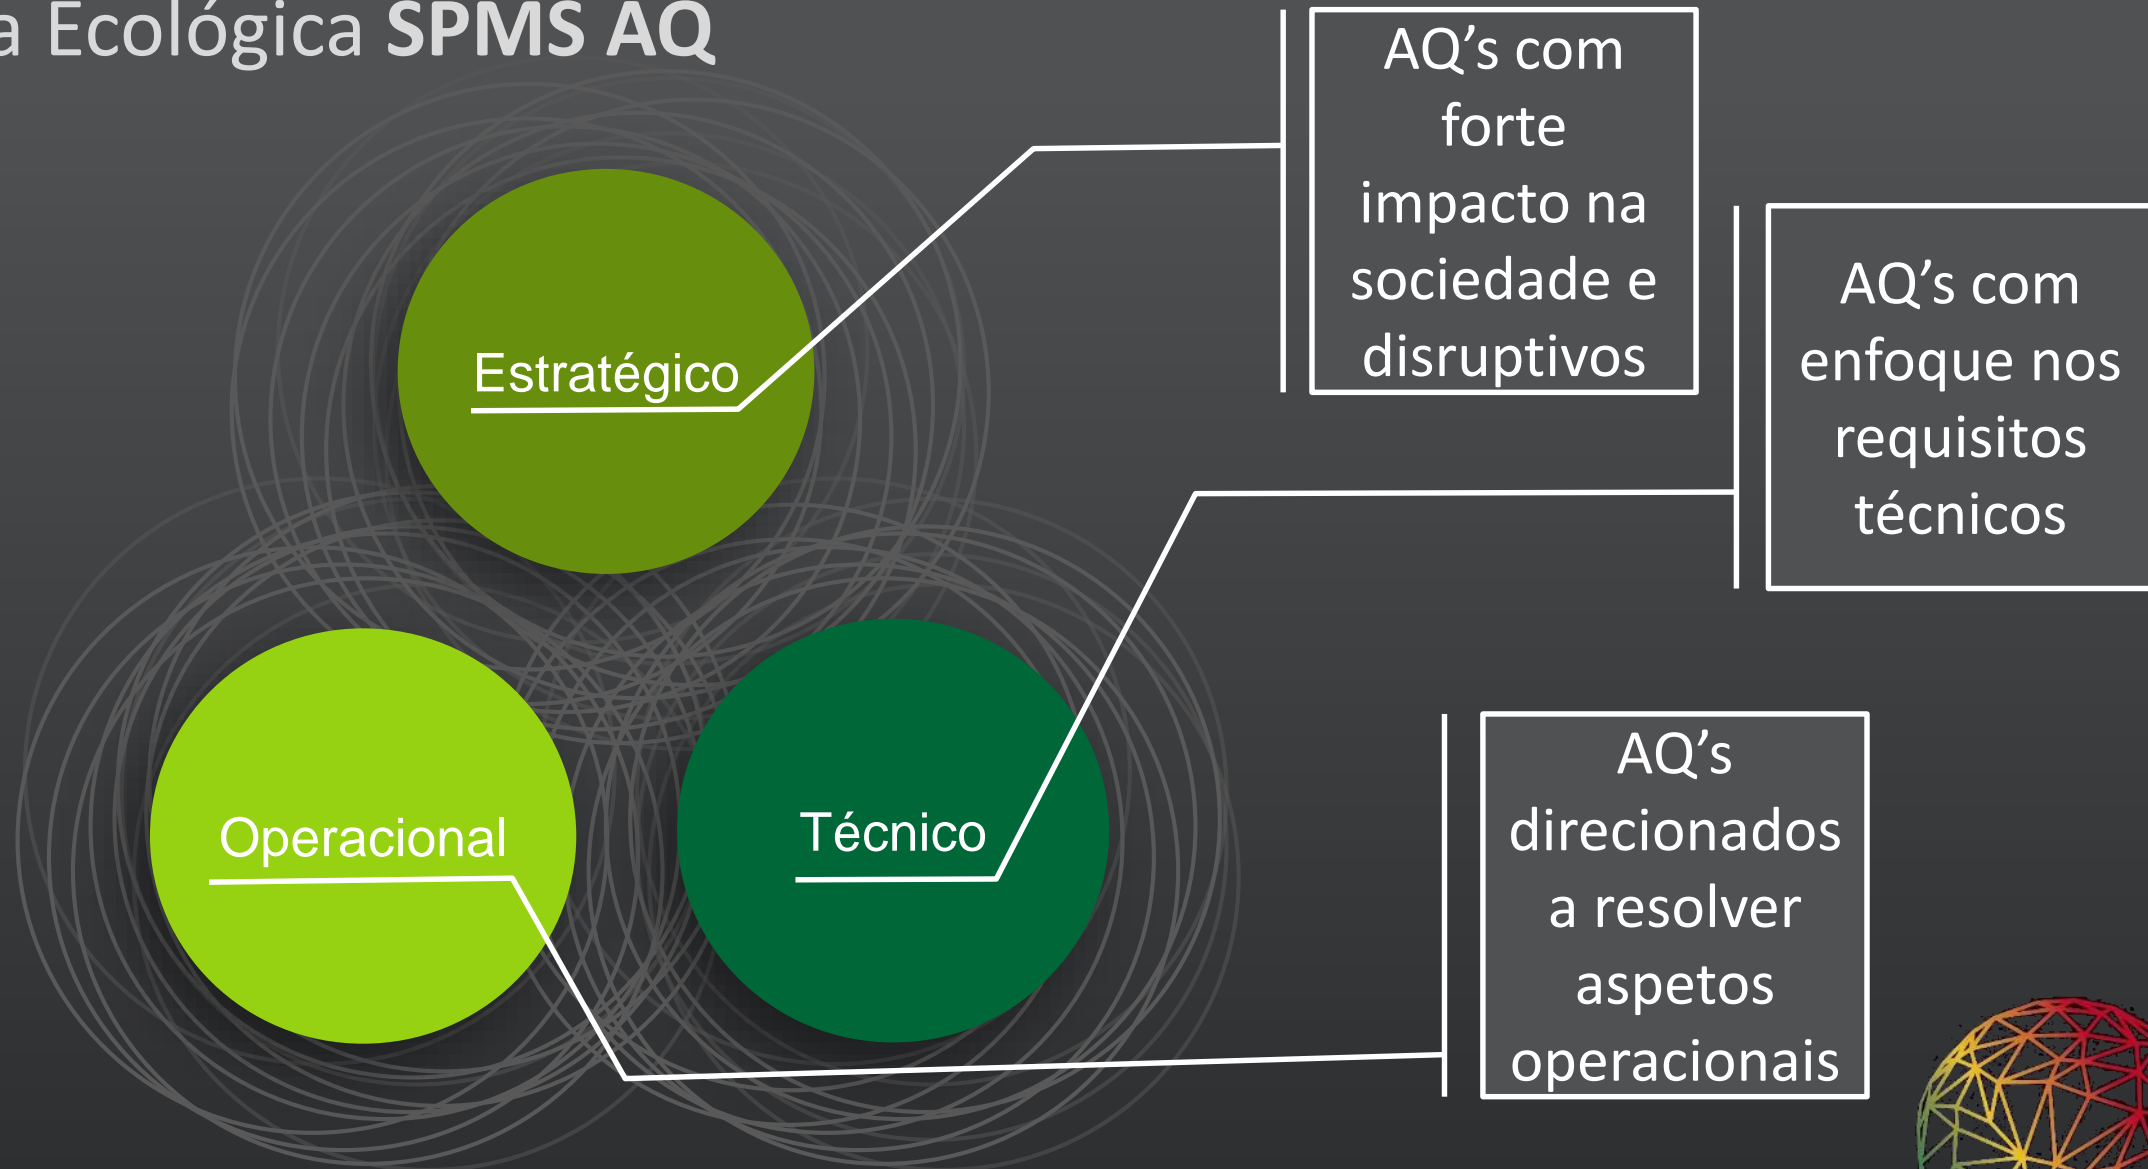 a Ecológica SPMS AQ
AQ's com
forte
impacto na
sociedade e
disruptivos
AQ's com
enfoque nos
requisitos
técnicos
Estratégico
Operacional
Técnico
AQ's
direcionados
a resolver
aspetos
operacionais